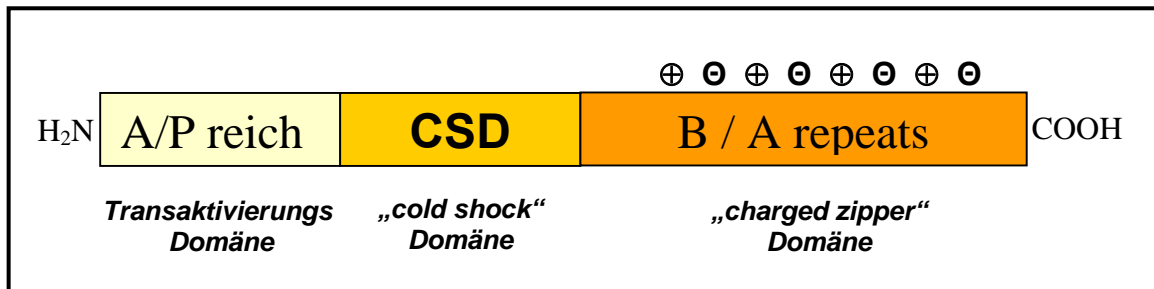 ⊕ Θ ⊕ Θ ⊕ Θ ⊕ Θ
H₂N A/P reich CSD B / A repeats COOH
Transaktivierungs „cold shock“ „charged zipper“
Domäne Domäne Domäne